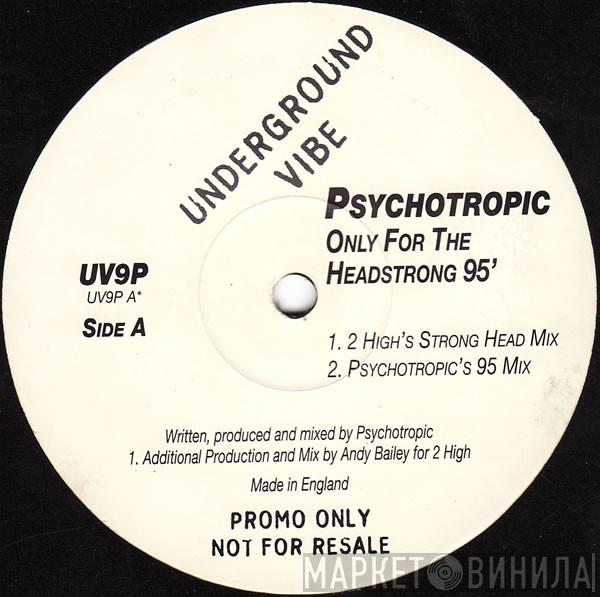 UNDERGROUND
VIBE
PSYCHOTROPIC
ONLY FOR THE
HEADSTRONG 95'
UV9P
UV9P A*
SIDE A
1. 2 HIGH'S STRONG HEAD MIX
2. PSYCHOTROPIC'S 95 MIX
Written, produced and mixed by Psychotropic
1. Additional Production and Mix by Andy Bailey for 2 High
Made in England
PROMO ONLY
NOT FOR RESALE
МАРКЕТ ВИНИЛА